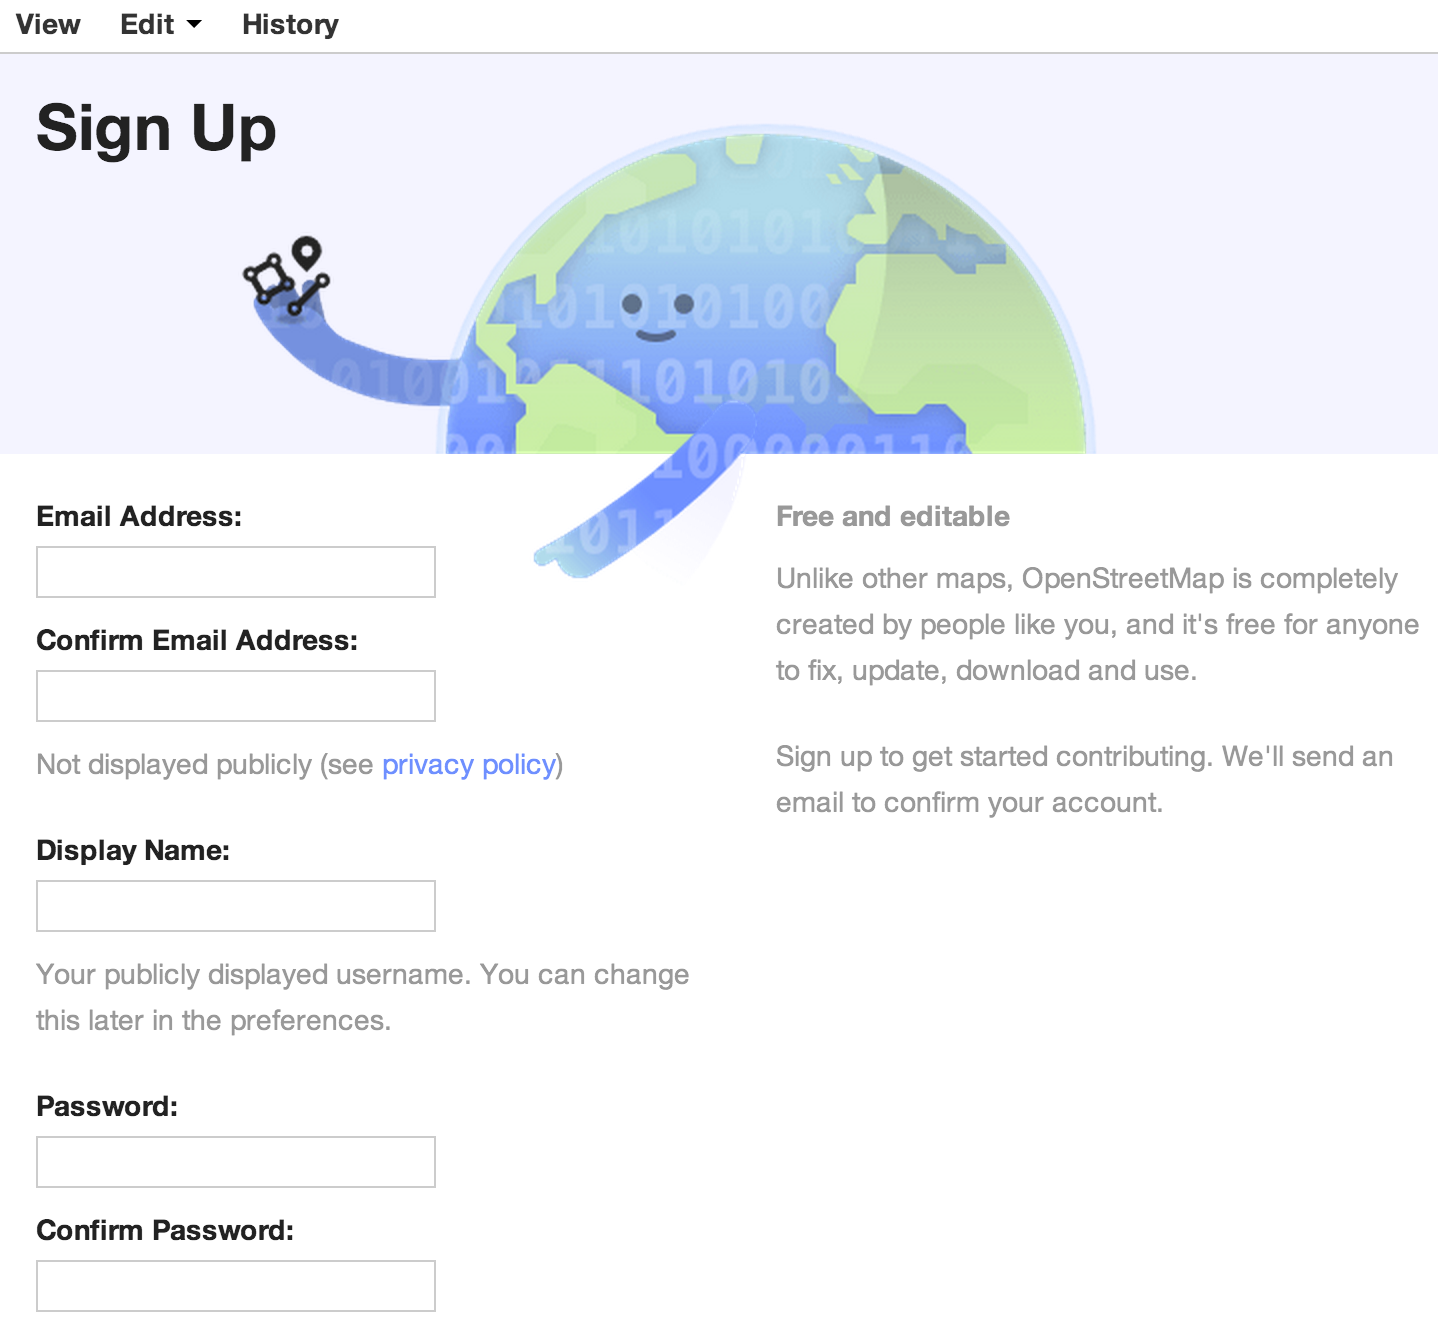 View Edit History
Sign Up
10101010
10101010100
10100101110101010
Email Address:
Confirm Email Address:
Not displayed publicly (see privacy policy)
Display Name:
Your publicly displayed username. You can change
this later in the preferences.
Password:
Confirm Password:
Free and editable
Unlike other maps, OpenStreetMap is completely
created by people like you, and it's free for anyone
to fix, update, download and use.
Sign up to get started contributing. We'll send an
email to confirm your account.